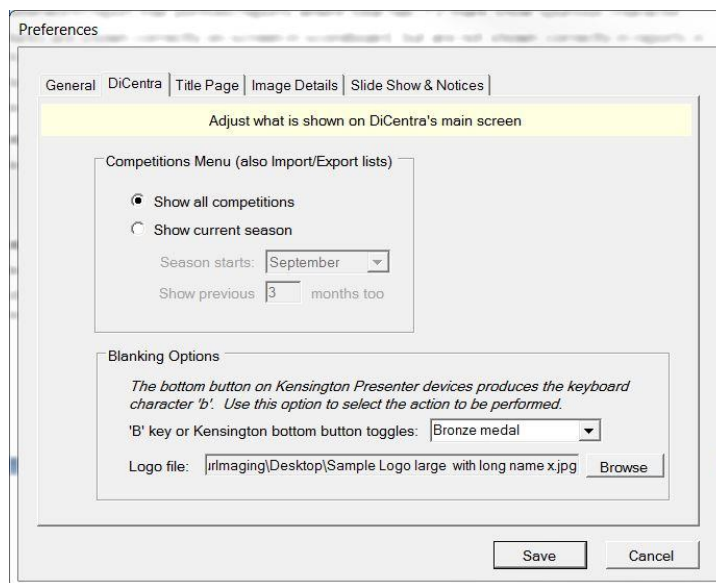 Preferences
General DiCentra Title Page Image Details Slide Show & Notices
Adjust what is shown on DiCentra's main screen
Competitions Menu (also Import/Export lists)
Show all competitions
Show current season
Season starts: September
Show previous 3 months too
Blanking Options
The bottom button on Kensington Presenter devices produces the keyboard
character 'b'. Use this option to select the action to be performed.
'B' key or Kensington bottom button toggles: Bronze medal
Logo file: urImaging\Desktop\Sample Logo large with long name x.jpg Browse
Save Cancel